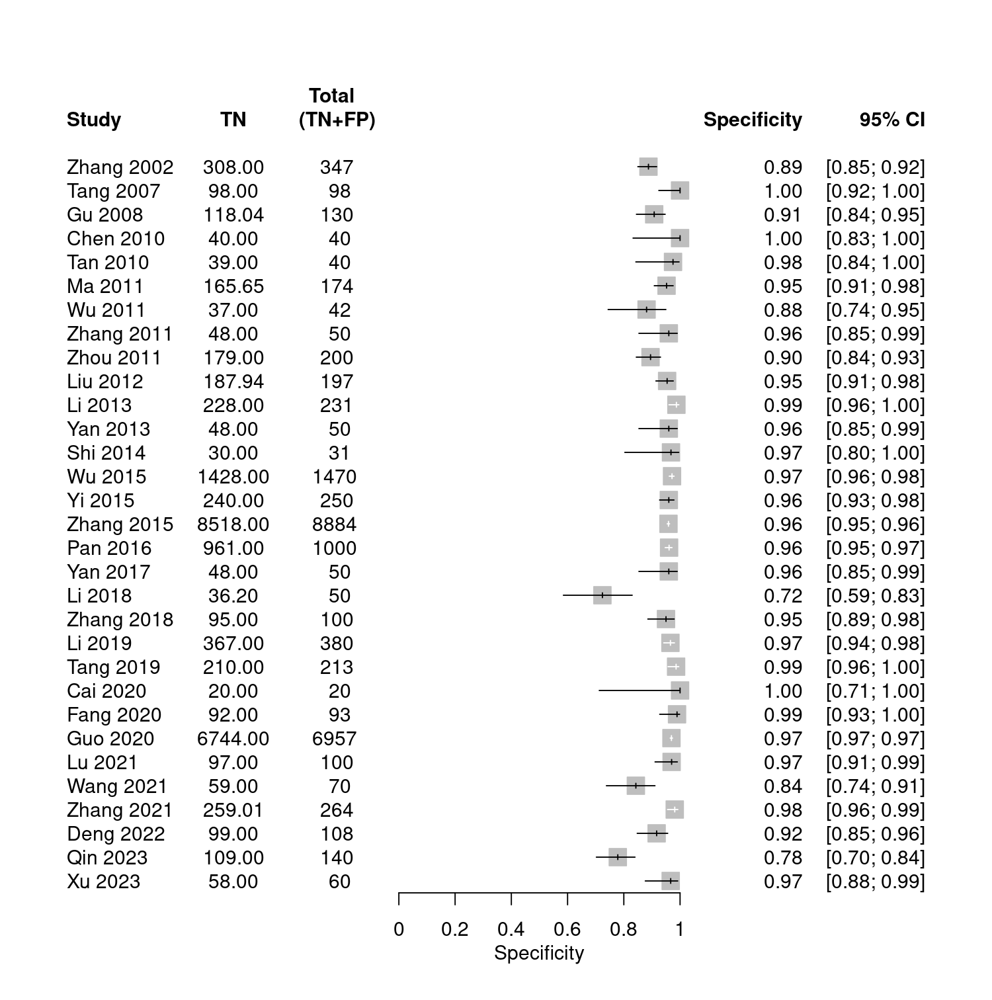 Total
Study TN (TN+FP) Specificity 95% CI
Zhang 2002 308.00 347 0.89 [0.85; 0.92]
Tang 2007 98.00 98 1.00 [0.92; 1.00]
Gu 2008 118.04 130 0.91 [0.84; 0.95]
Chen 2010 40.00 40 1.00 [0.83; 1.00]
Tan 2010 39.00 40 0.98 [0.84; 1.00]
Ma 2011 165.65 174 0.95 [0.91; 0.98]
Wu 2011 37.00 42 0.88 [0.74; 0.95]
Zhang 2011 48.00 50 0.96 [0.85; 0.99]
Zhou 2011 179.00 200 0.90 [0.84; 0.93]
Liu 2012 187.94 197 0.95 [0.91; 0.98]
Li 2013 228.00 231 0.99 [0.96; 1.00]
Yan 2013 48.00 50 0.96 [0.85; 0.99]
Shi 2014 30.00 31 0.97 [0.80; 1.00]
Wu 2015 1428.00 1470 0.97 [0.96; 0.98]
Yi 2015 240.00 250 0.96 [0.93; 0.98]
Zhang 2015 8518.00 8884 0.96 [0.95; 0.96]
Pan 2016 961.00 1000 0.96 [0.95; 0.97]
Yan 2017 48.00 50 0.96 [0.85; 0.99]
Li 2018 36.20 50 0.72 [0.59; 0.83]
Zhang 2018 95.00 100 0.95 [0.89; 0.98]
Li 2019 367.00 380 0.97 [0.94; 0.98]
Tang 2019 210.00 213 0.99 [0.96; 1.00]
Cai 2020 20.00 20 1.00 [0.71; 1.00]
Fang 2020 92.00 93 0.99 [0.93; 1.00]
Guo 2020 6744.00 6957 0.97 [0.97; 0.97]
Lu 2021 97.00 100 0.97 [0.91; 0.99]
Wang 2021 59.00 70 0.84 [0.74; 0.91]
Zhang 2021 259.01 264 0.98 [0.96; 0.99]
Deng 2022 99.00 108 0.92 [0.85; 0.96]
Qin 2023 109.00 140 0.78 [0.70; 0.84]
Xu 2023 58.00 60 0.97 [0.88; 0.99]
0 0.2 0.4 0.6 0.8 1
Specificity